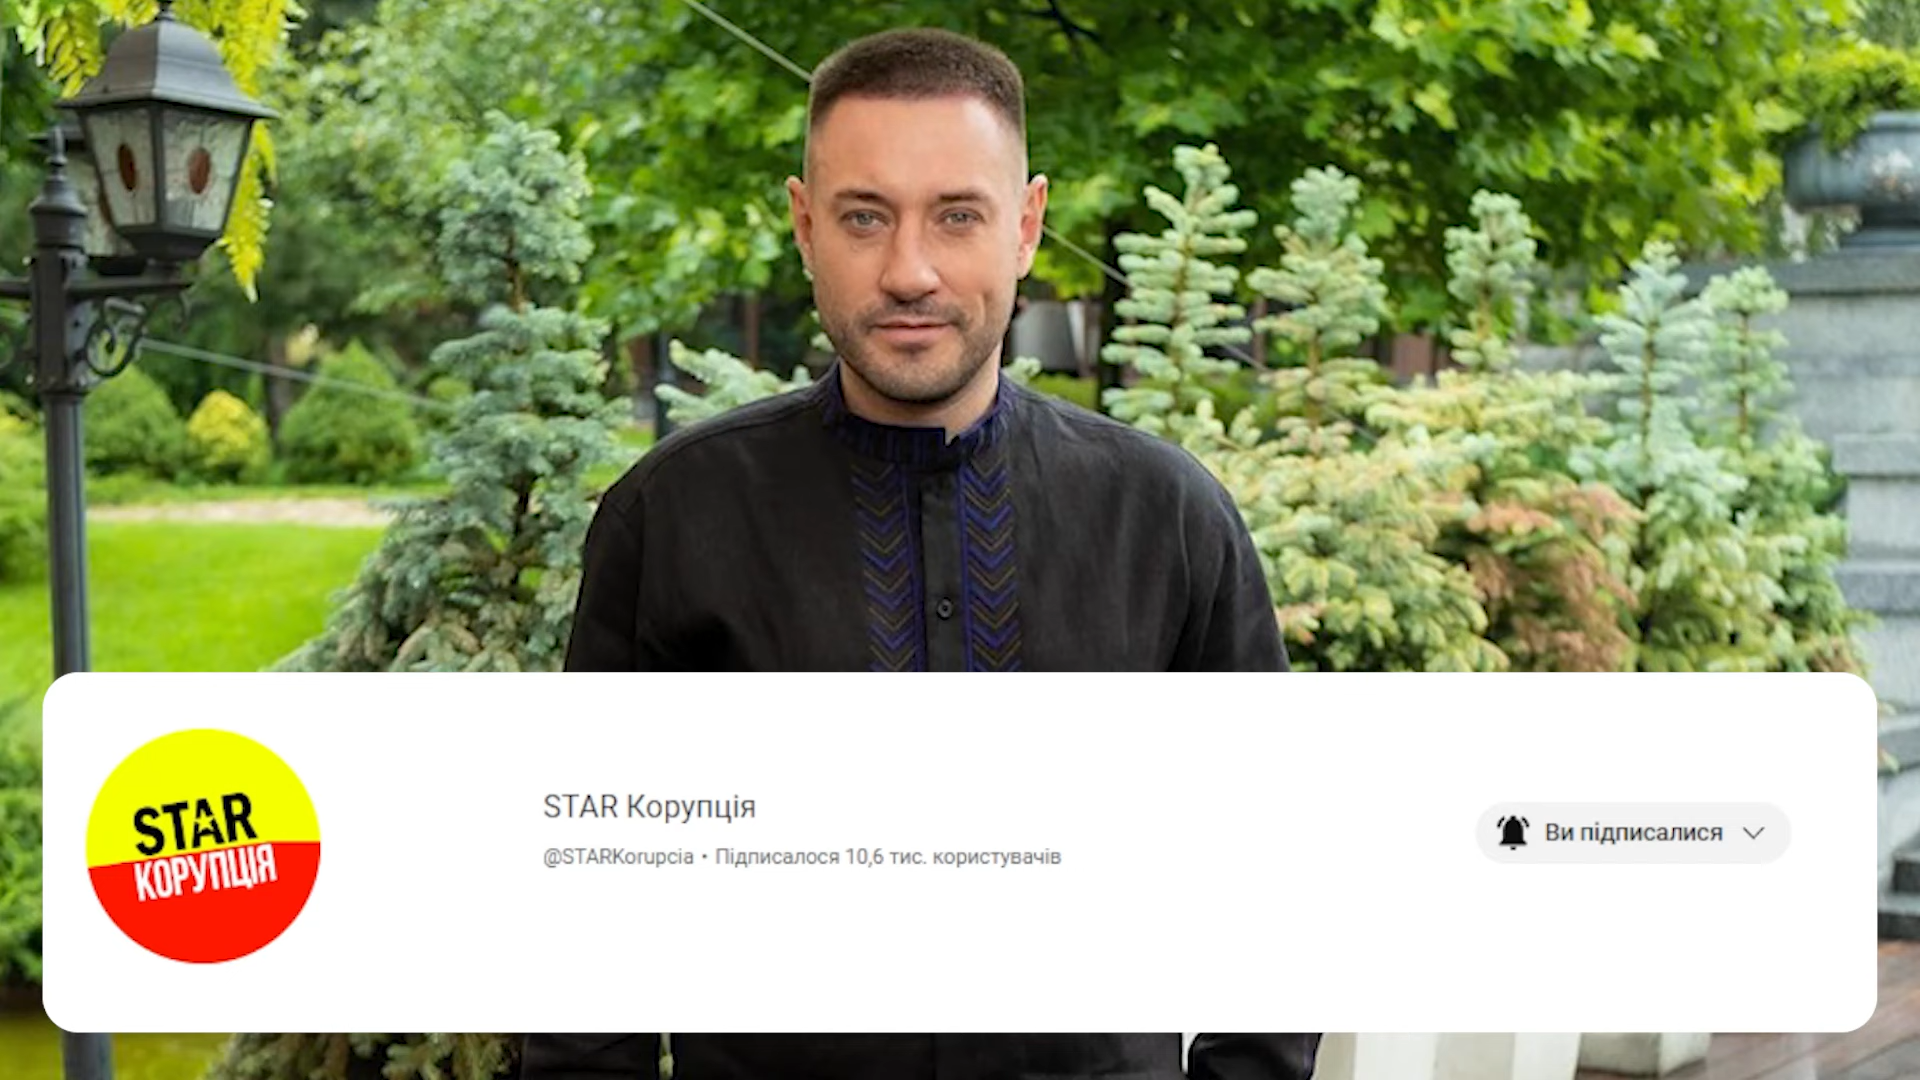 STAR
КОРУПЦІЯ
STAR Корупція
@STARKorupcia • Підписалося 10,6 тис. користувачів
Ви підписалися